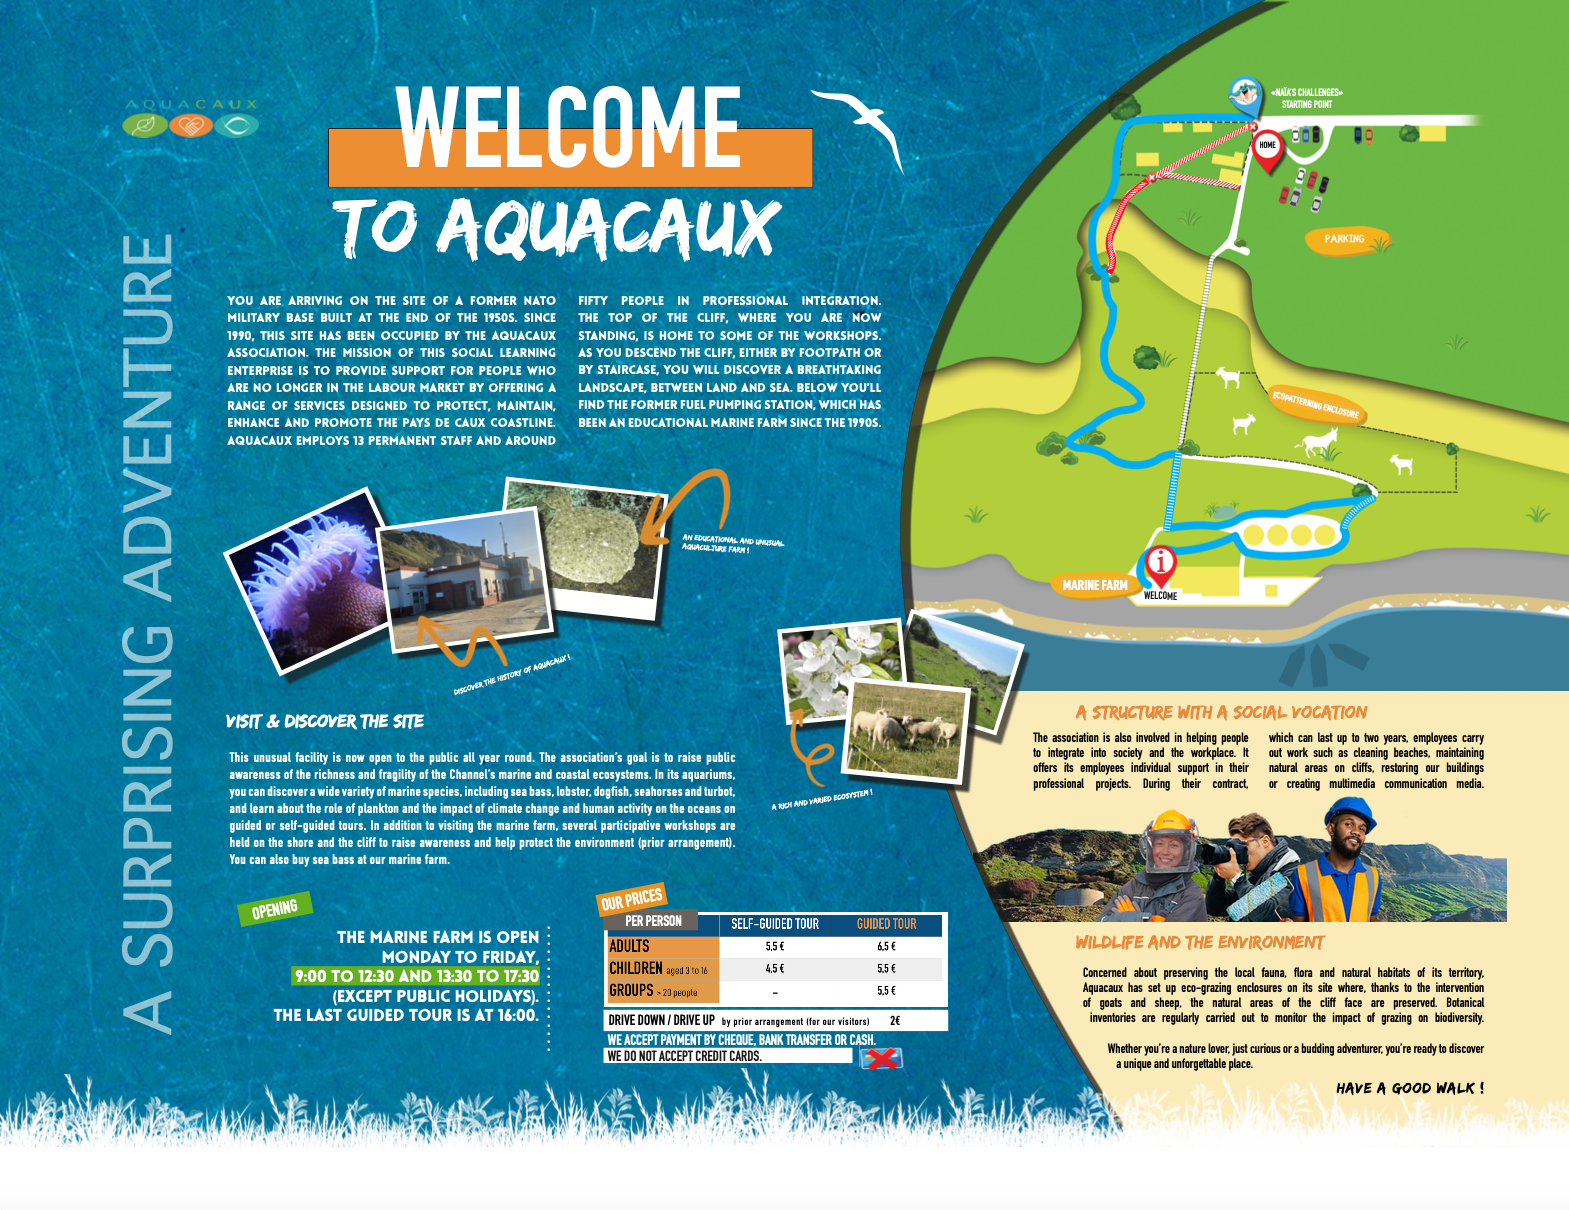 AQUACAUX
A SURPRISING ADVENTURE
WELCOME
TO AQUACAUX
YOU ARE ARRIVING ON THE SITE OF A FORMER NATO
MILITARY BASE BUILT AT THE END OF THE 1950S. SINCE
1990, THIS SITE HAS BEEN OCCUPIED BY THE AQUACAUX
ASSOCIATION. THE MISSION OF THIS SOCIAL LEARNING
ENTERPRISE IS TO PROVIDE SUPPORT FOR PEOPLE WHO
ARE NO LONGER IN THE LABOUR MARKET BY OFFERING A
RANGE OF SERVICES DESIGNED TO PROTECT, MAINTAIN,
ENHANCE AND PROMOTE THE PAYS DE CAUX COASTLINE.
AQUACAUX EMPLOYS 13 PERMANENT STAFF AND AROUND
FIFTY PEOPLE IN PROFESSIONAL INTEGRATION.
THE TOP OF THE CLIFF, WHERE YOU ARE NOW
STANDING, IS HOME TO SOME OF THE WORKSHOPS.
AS YOU DESCEND THE CLIFF, EITHER BY FOOTPATH OR
BY STAIRCASE, YOU WILL DISCOVER A BREATHTAKING
LANDSCAPE, BETWEEN LAND AND SEA. BELOW YOU'LL
FIND THE FORMER FUEL PUMPING STATION, WHICH HAS
BEEN AN EDUCATIONAL MARINE FARM SINCE THE 1990S.
AN EDUCATIONAL AND UNUSUAL
AQUACULTURE FARM !
DISCOVER THE HISTORY OF AQUACAUX !
A RICH AND VARIED ECOSYSTEM !
VISIT & DISCOVER THE SITE
This unusual facility is now open to the public all year round. The association's goal is to raise public
awareness of the richness and fragility of the Channel's marine and coastal ecosystems. In its aquariums,
you can discover a wide variety of marine species, including sea bass, lobster, dogfish, seahorses and turbot,
and learn about the role of plankton and the impact of climate change and human activity on the oceans on
guided or self-guided tours. In addition to visiting the marine farm, several participative workshops are
held on the shore and the cliff to raise awareness and help protect the environment (prior arrangement).
You can also buy sea bass at our marine farm.
OPENING
THE MARINE FARM IS OPEN
MONDAY TO FRIDAY,
9:00 TO 12:30 AND 13:30 TO 17:30
(EXCEPT PUBLIC HOLIDAYS).
THE LAST GUIDED TOUR IS AT 16:00.
OUR PRICES
PER PERSON SELF-GUIDED TOUR GUIDED TOUR
ADULTS 5,5 € 6,5 €
CHILDREN aged 3 to 16 4,5 € 5,5 €
GROUPS > 20 people – 5,5 €
DRIVE DOWN / DRIVE UP by prior arrangement (for our visitors) 2€
WE ACCEPT PAYMENT BY CHEQUE, BANK TRANSFER OR CASH.
WE DO NOT ACCEPT CREDIT CARDS.
«NAÏA'S CHALLENGES»
STARTING POINT
HOME
PARKING
ECOPATTERNING ENCLOSURE
MARINE FARM
i
WELCOME
A STRUCTURE WITH A SOCIAL VOCATION
The association is also involved in helping people
to integrate into society and the workplace. It
offers its employees individual support in their
professional projects. During their contract,
which can last up to two years, employees carry
out work such as cleaning beaches, maintaining
natural areas on cliffs, restoring our buildings
or creating multimedia communication media.
WILDLIFE AND THE ENVIRONMENT
Concerned about preserving the local fauna, flora and natural habitats of its territory,
Aquacaux has set up eco-grazing enclosures on its site where, thanks to the intervention
of goats and sheep, the natural areas of the cliff face are preserved. Botanical
inventories are regularly carried out to monitor the impact of grazing on biodiversity.
Whether you're a nature lover, just curious or a budding adventurer, you're ready to discover
a unique and unforgettable place.
HAVE A GOOD WALK !